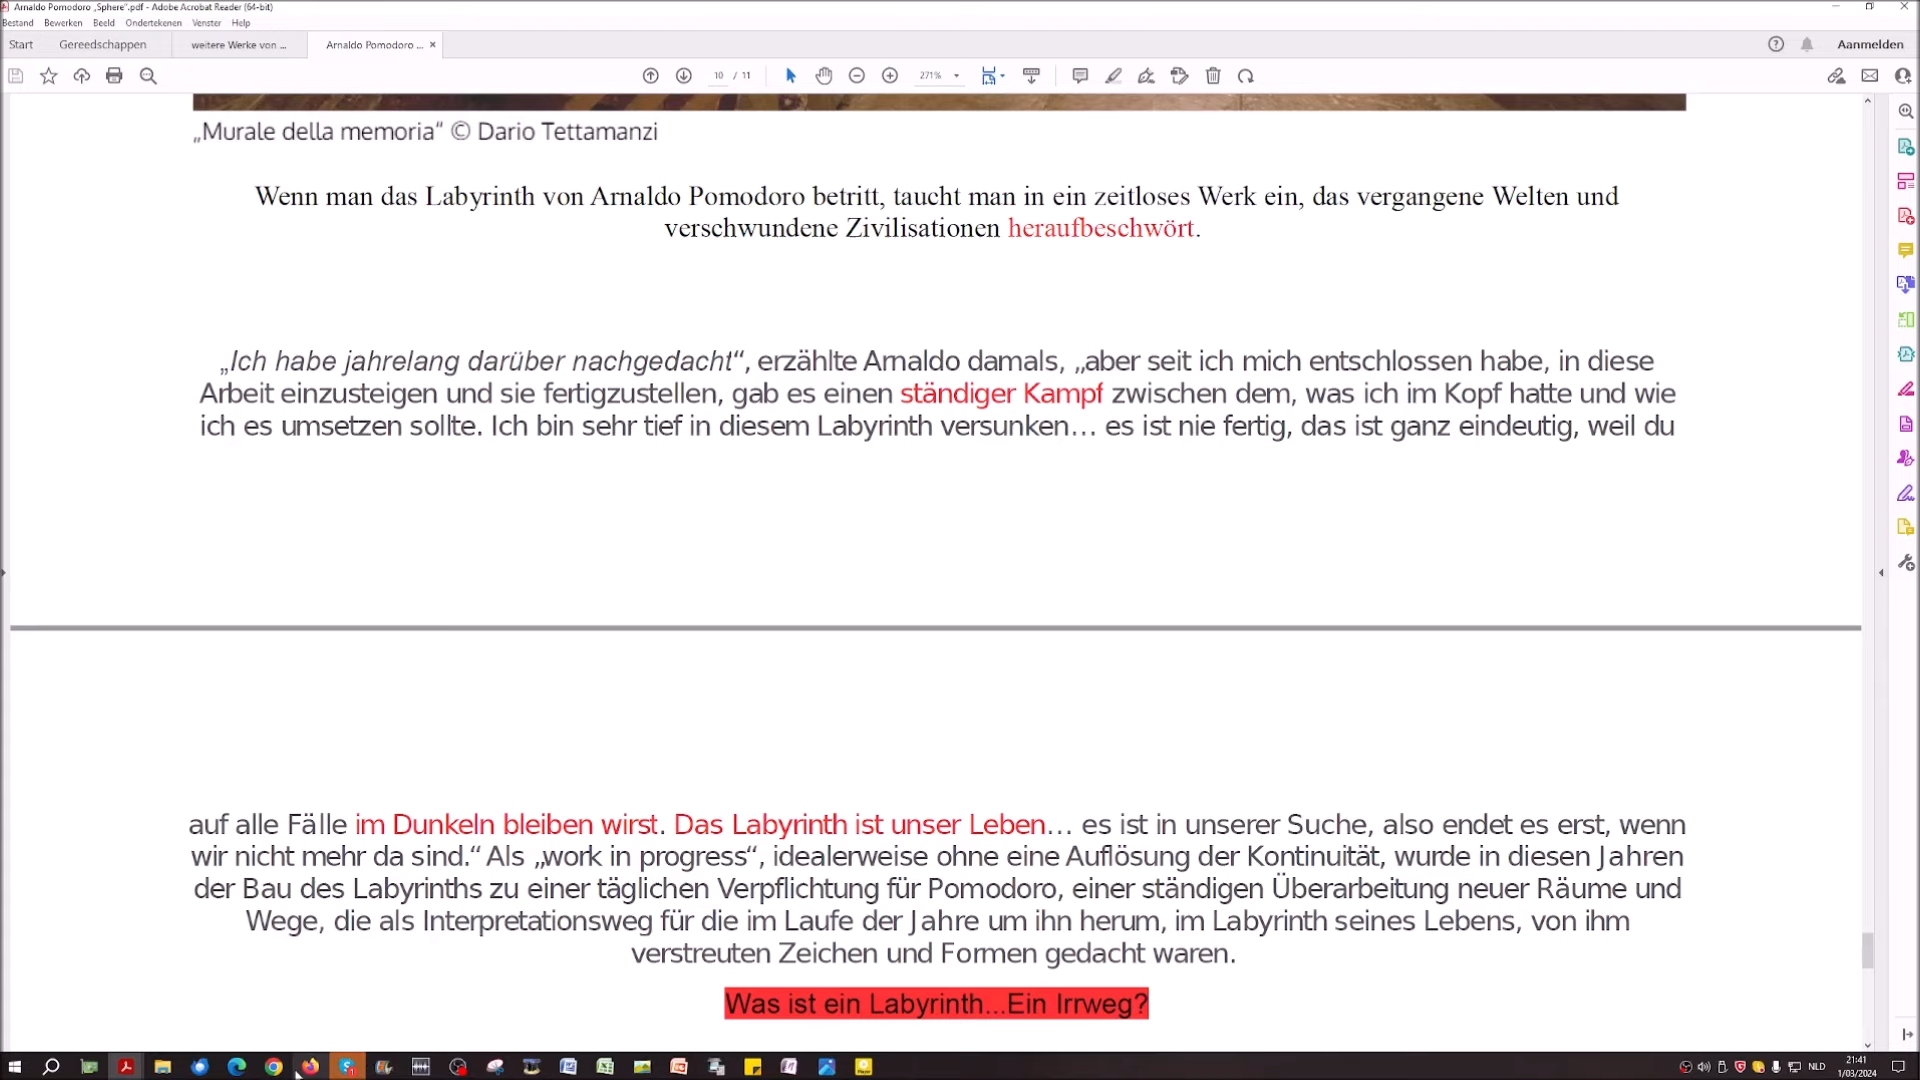 Arnaldo Pomodoro „Sphere“.pdf - Adobe Acrobat Reader (64-bit)
Bestand Bewerken Beeld Ondertekenen Venster Help
Start Gereedschappen weitere Werke von ... Arnaldo Pomodoro ... × Aanmelden
10 / 11 271%
„Murale della memoria“ © Dario Tettamanzi
Wenn man das Labyrinth von Arnaldo Pomodoro betritt, taucht man in ein zeitloses Werk ein, das vergangene Welten und
verschwundene Zivilisationen heraufbeschwört.
„Ich habe jahrelang darüber nachgedacht“, erzählte Arnaldo damals, „aber seit ich mich entschlossen habe, in diese
Arbeit einzusteigen und sie fertigzustellen, gab es einen ständiger Kampf zwischen dem, was ich im Kopf hatte und wie
ich es umsetzen sollte. Ich bin sehr tief in diesem Labyrinth versunken… es ist nie fertig, das ist ganz eindeutig, weil du
auf alle Fälle im Dunkeln bleiben wirst. Das Labyrinth ist unser Leben… es ist in unserer Suche, also endet es erst, wenn
wir nicht mehr da sind.“ Als „work in progress“, idealerweise ohne eine Auflösung der Kontinuität, wurde in diesen Jahren
der Bau des Labyrinths zu einer täglichen Verpflichtung für Pomodoro, einer ständigen Überarbeitung neuer Räume und
Wege, die als Interpretationsweg für die im Laufe der Jahre um ihn herum, im Labyrinth seines Lebens, von ihm
verstreuten Zeichen und Formen gedacht waren.
Was ist ein Labyrinth...Ein Irrweg?
NLD
21:41
1/03/2024